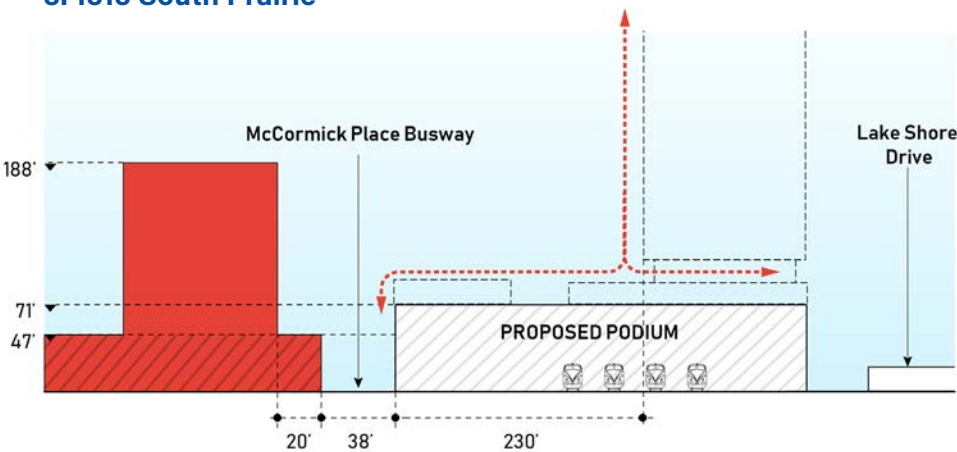 McCormick Place Busway
Lake Shore
Drive
188'
71'
47'
PROPOSED PODIUM
20'
38'
230'